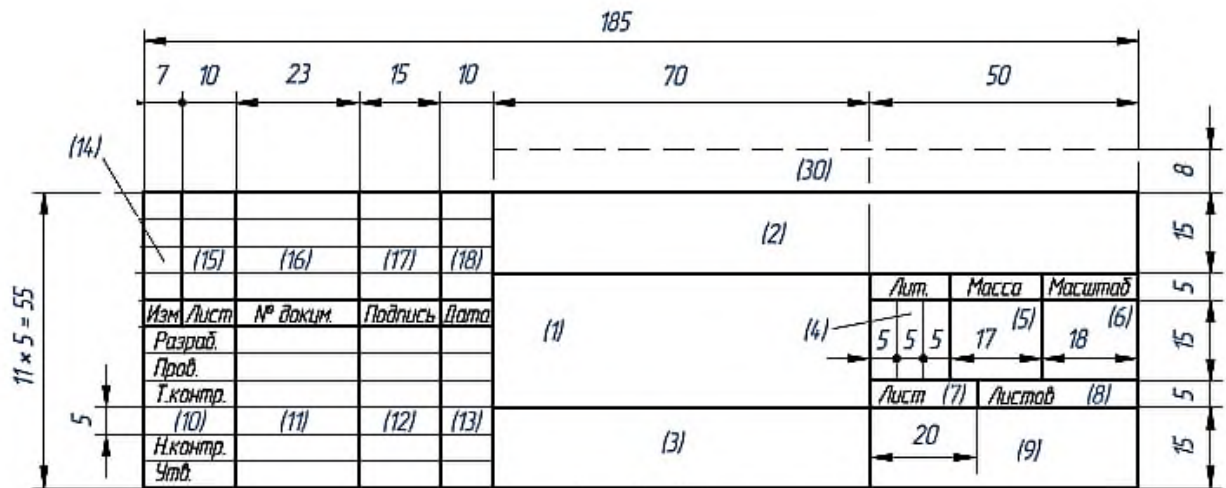 185
7 10 23 15 10 70 50
(14)
(30)
8
(2)
15
(15) (16) (17) (18)
Лит. Масса Масштаб
5
Изм Лист № докум. Подпись Дата
(1)
(4)
(5)
(6)
5 5 5 17 18
15
11 × 5 = 55
Разраб.
Пров.
Т.контр.
Лист (7) Листов (8)
5
5
(10) (11) (12) (13)
(3)
20
(9)
15
Н.контр.
Утв.